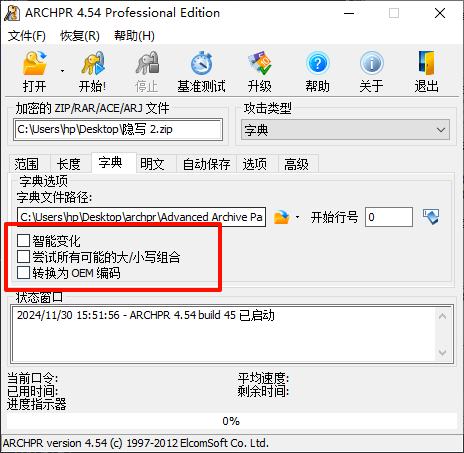 ARCHPR 4.54 Professional Edition
文件(F) 恢复(R) 帮助(H)
打开 开始! 停止 基准测试 升级 帮助 关于 退出
加密的 ZIP/RAR/ACE/ARJ 文件 攻击类型
C:\Users\hp\Desktop\隐写 2.zip 字典
范围 长度 字典 明文 自动保存 选项 高级
字典选项
字典文件路径:
C:\Users\hp\Desktop\archpr\Advanced Archive Pa 开始行号 0
智能变化
尝试所有可能的大/小写组合
转换为 OEM 编码
状态窗口
2024/11/30 15:51:56 - ARCHPR 4.54 build 45 已启动
当前口令: 平均速度:
已用时间: 剩余时间:
进度指示器
0%
ARCHPR version 4.54 (c) 1997-2012 ElcomSoft Co. Ltd.